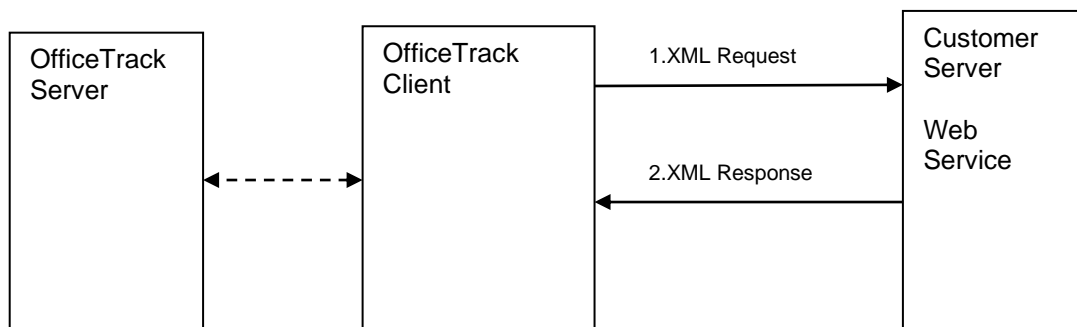 OfficeTrack
Server
OfficeTrack
Client
1.XML Request
2.XML Response
Customer
Server
Web
Service